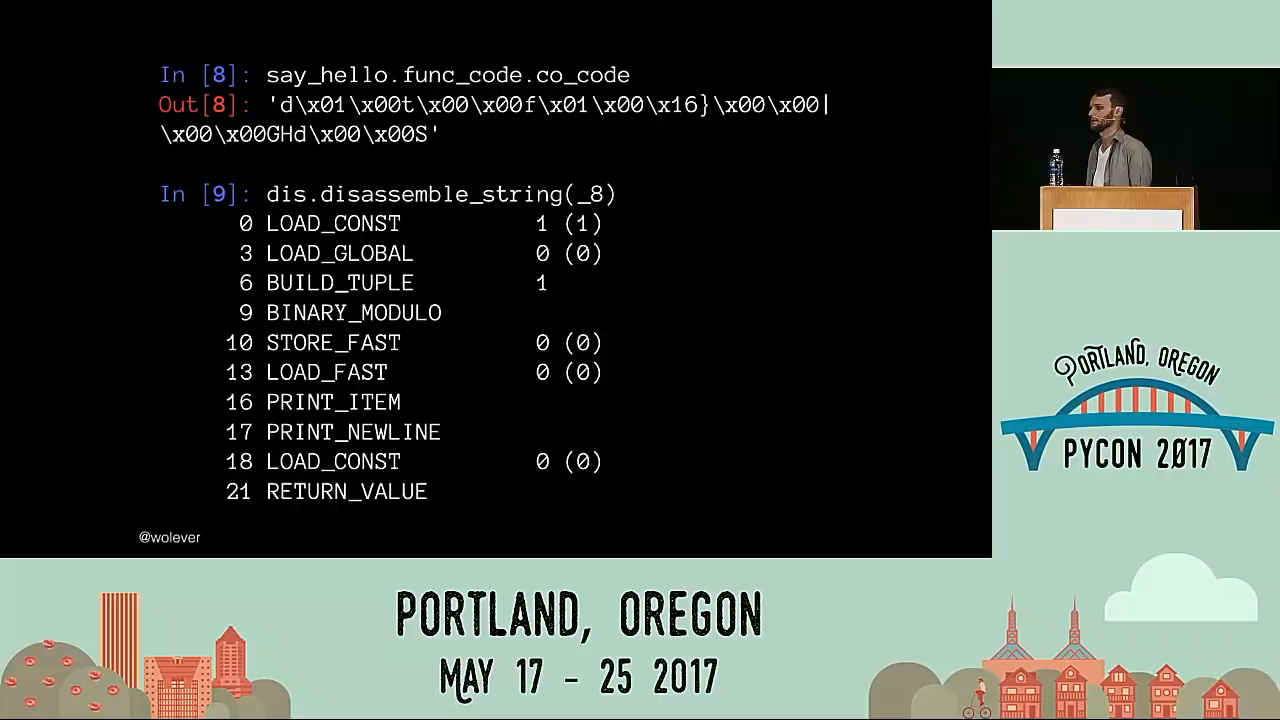 In [8]: say_hello.func_code.co_code
Out[8]: 'd\x01\x00t\x00\x00f\x01\x00\x16}\x00\x00|
\x00\x00GHd\x00\x00S'
In [9]: dis.disassemble_string(_8)
0 LOAD_CONST 1 (1)
3 LOAD_GLOBAL 0 (0)
6 BUILD_TUPLE 1
9 BINARY_MODULO
10 STORE_FAST 0 (0)
13 LOAD_FAST 0 (0)
16 PRINT_ITEM
17 PRINT_NEWLINE
18 LOAD_CONST 0 (0)
21 RETURN_VALUE
@wolever
PORTLAND, OREGON
PYCON 2017
PORTLAND, OREGON
MAY 17 - 25 2017